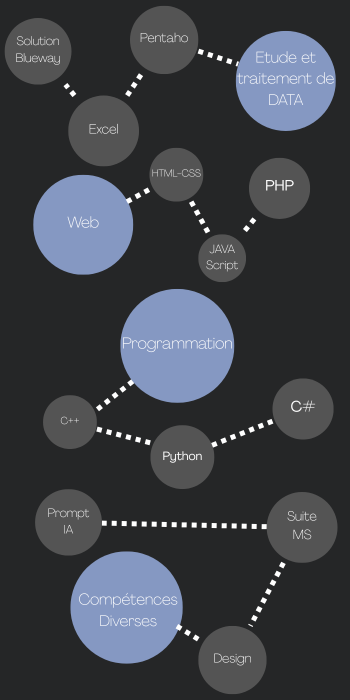 Solution
Blueway
Pentaho
Etude et
traitement de
DATA
Excel
HTML-CSS
PHP
Web
JAVA
Script
Programmation
C++
C#
Python
Prompt
IA
Suite
MS
Compétences
Diverses
Design